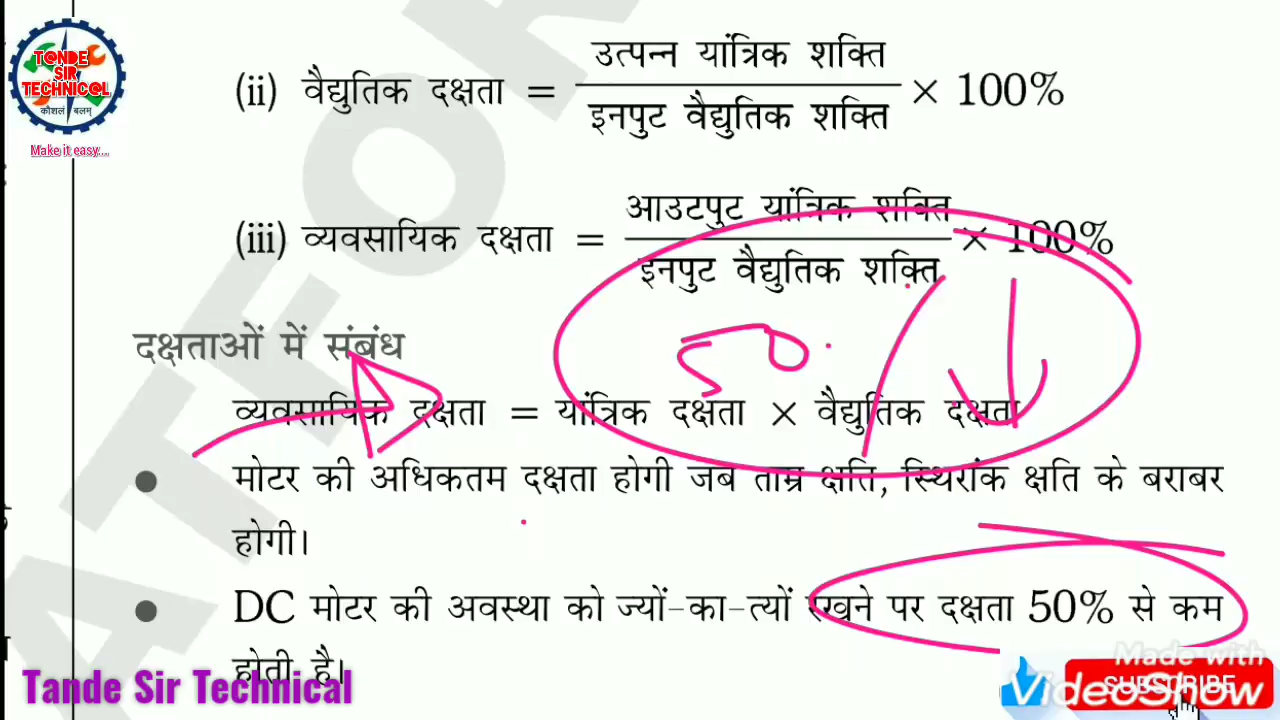 TANDE
SIR
TECHNICAL
कौशलं बलम्
Make it easy...
उत्पन्न यांत्रिक शक्ति
(ii) वैद्युतिक दक्षता = × 100%
इनपुट वैद्युतिक शक्ति
आउटपुट यांत्रिक शक्ति
(iii) व्यवसायिक दक्षता = × 100%
इनपुट वैद्युतिक शक्ति
50
दक्षताओं में संबंध
व्यवसायिक दक्षता = यांत्रिक दक्षता × वैद्युतिक दक्षता
● मोटर की अधिकतम दक्षता होगी जब ताम्र क्षति, स्थिरांक क्षति के बराबर
होगी।
● DC मोटर की अवस्था को ज्यों-का-त्यों रखने पर दक्षता 50% से कम
होती है।
Tande Sir Technical
Made with
VideoShow
SUBSCRIBE